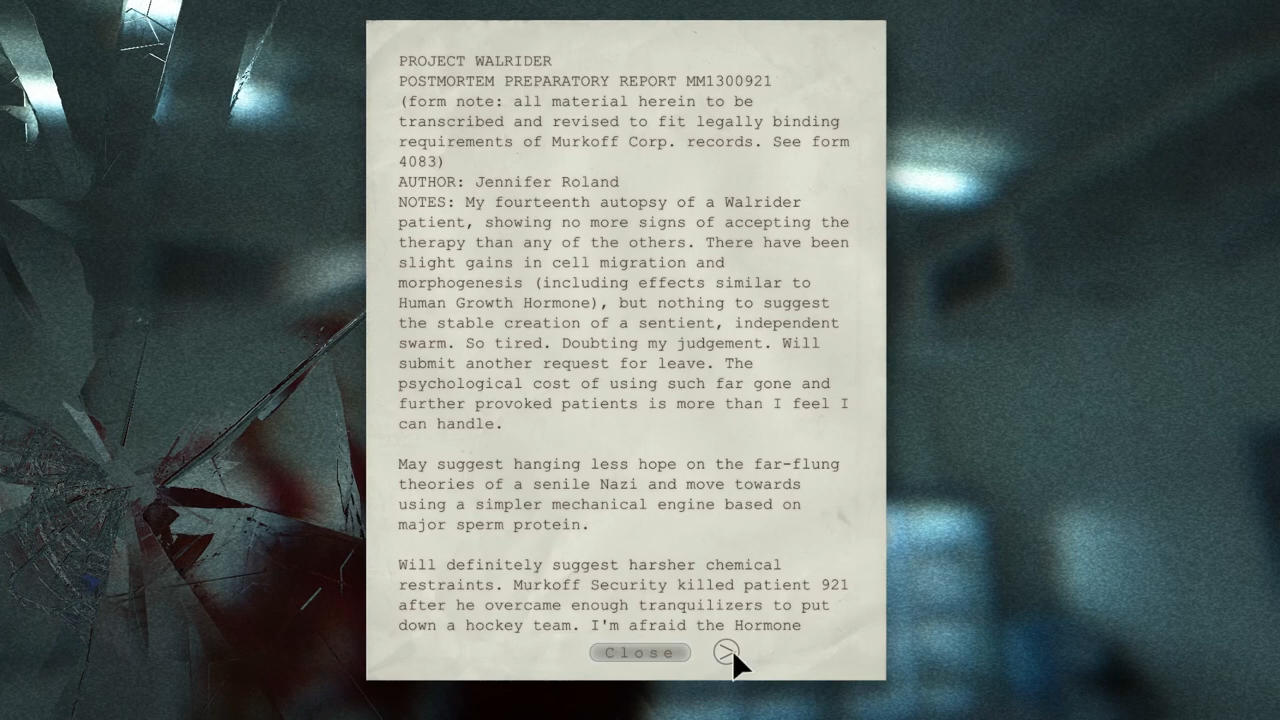 PROJECT WALRIDER
POSTMORTEM PREPARATORY REPORT MM1300921
(form note: all material herein to be
transcribed and revised to fit legally binding
requirements of Murkoff Corp. records. See form
4083)
AUTHOR: Jennifer Roland
NOTES: My fourteenth autopsy of a Walrider
patient, showing no more signs of accepting the
therapy than any of the others. There have been
slight gains in cell migration and
morphogenesis (including effects similar to
Human Growth Hormone), but nothing to suggest
the stable creation of a sentient, independent
swarm. So tired. Doubting my judgement. Will
submit another request for leave. The
psychological cost of using such far gone and
further provoked patients is more than I feel I
can handle.
May suggest hanging less hope on the far-flung
theories of a senile Nazi and move towards
using a simpler mechanical engine based on
major sperm protein.
Will definitely suggest harsher chemical
restraints. Murkoff Security killed patient 921
after he overcame enough tranquilizers to put
down a hockey team. I'm afraid the Hormone
Close >